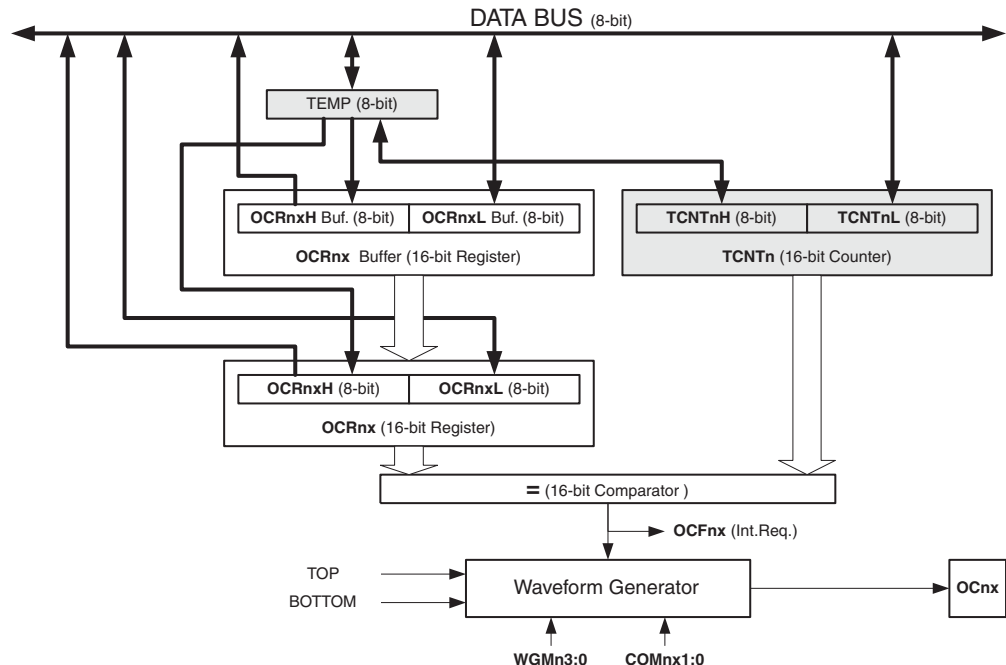 DATA BUS (8-bit)
TEMP (8-bit)
OCRnxH Buf. (8-bit) OCRnxL Buf. (8-bit)
OCRnx Buffer (16-bit Register)
TCNTnH (8-bit) TCNTnL (8-bit)
TCNTn (16-bit Counter)
OCRnxH (8-bit) OCRnxL (8-bit)
OCRnx (16-bit Register)
= (16-bit Comparator )
OCFnx (Int.Req.)
TOP
BOTTOM
Waveform Generator
OCnx
WGMn3:0 COMnx1:0